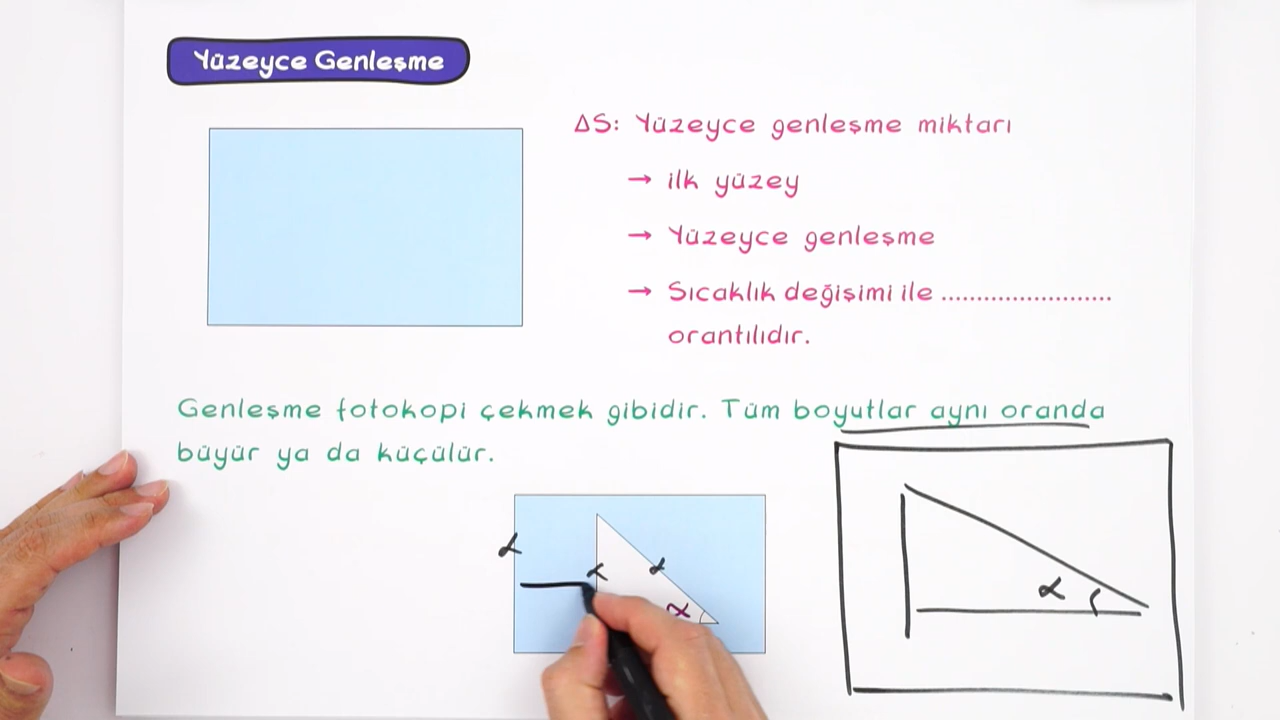 Yüzeyce Genleşme
ΔS: Yüzeyce genleşme miktarı
→ ilk yüzey
→ Yüzeyce genleşme
→ Sıcaklık değişimi ile ........................
orantılıdır.
Genleşme fotokopi çekmek gibidir. Tüm boyutlar aynı oranda
büyür ya da küçülür.
α
α
α
α
α